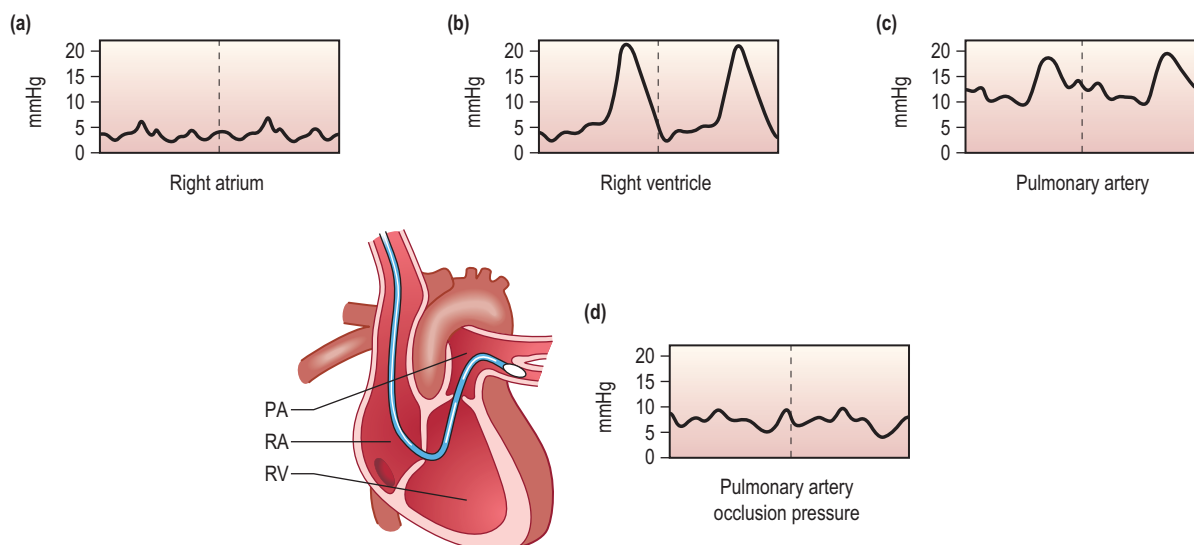 (a)
mmHg
20
15
10
5
0
Right atrium
(b)
mmHg
20
15
10
5
0
Right ventricle
(c)
mmHg
20
15
10
5
0
Pulmonary artery
PA
RA
RV
(d)
mmHg
20
15
10
5
0
Pulmonary artery
occlusion pressure